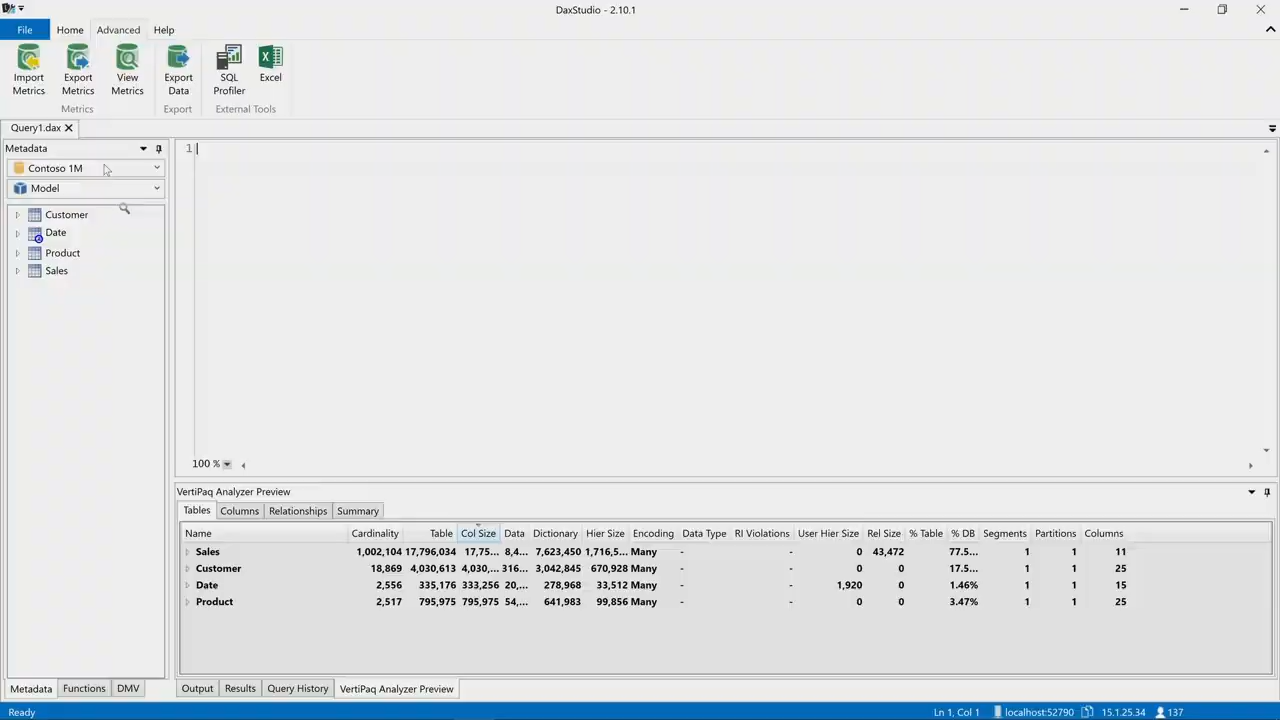 DaxStudio - 2.10.1
File Home Advanced Help
Import Metrics
Export Metrics
View Metrics
Export Data
SQL Profiler
Excel
Metrics Export External Tools
Query1.dax
Metadata
Contoso 1M
Model
Customer
Date
Product
Sales
1
100 %
VertiPaq Analyzer Preview
Tables Columns Relationships Summary
Name Cardinality Table Col Size Data Dictionary Hier Size Encoding Data Type RI Violations User Hier Size Rel Size % Table % DB Segments Partitions Columns
Sales 1,002,104 17,796,034 17,75... 8,4... 7,623,450 1,716,5... Many - - 0 43,472 77.5... 1 1 11
Customer 18,869 4,030,613 4,030,... 316... 3,042,845 670,928 Many - - 0 0 17.5... 1 1 25
Date 2,556 335,176 333,256 20,... 278,968 33,512 Many - - 1,920 0 1.46% 1 1 15
Product 2,517 795,975 795,975 54,... 641,983 99,856 Many - - 0 0 3.47% 1 1 25
Metadata Functions DMV
Output Results Query History VertiPaq Analyzer Preview
Ready
Ln 1, Col 1 localhost:52790 15.1.25.34 137